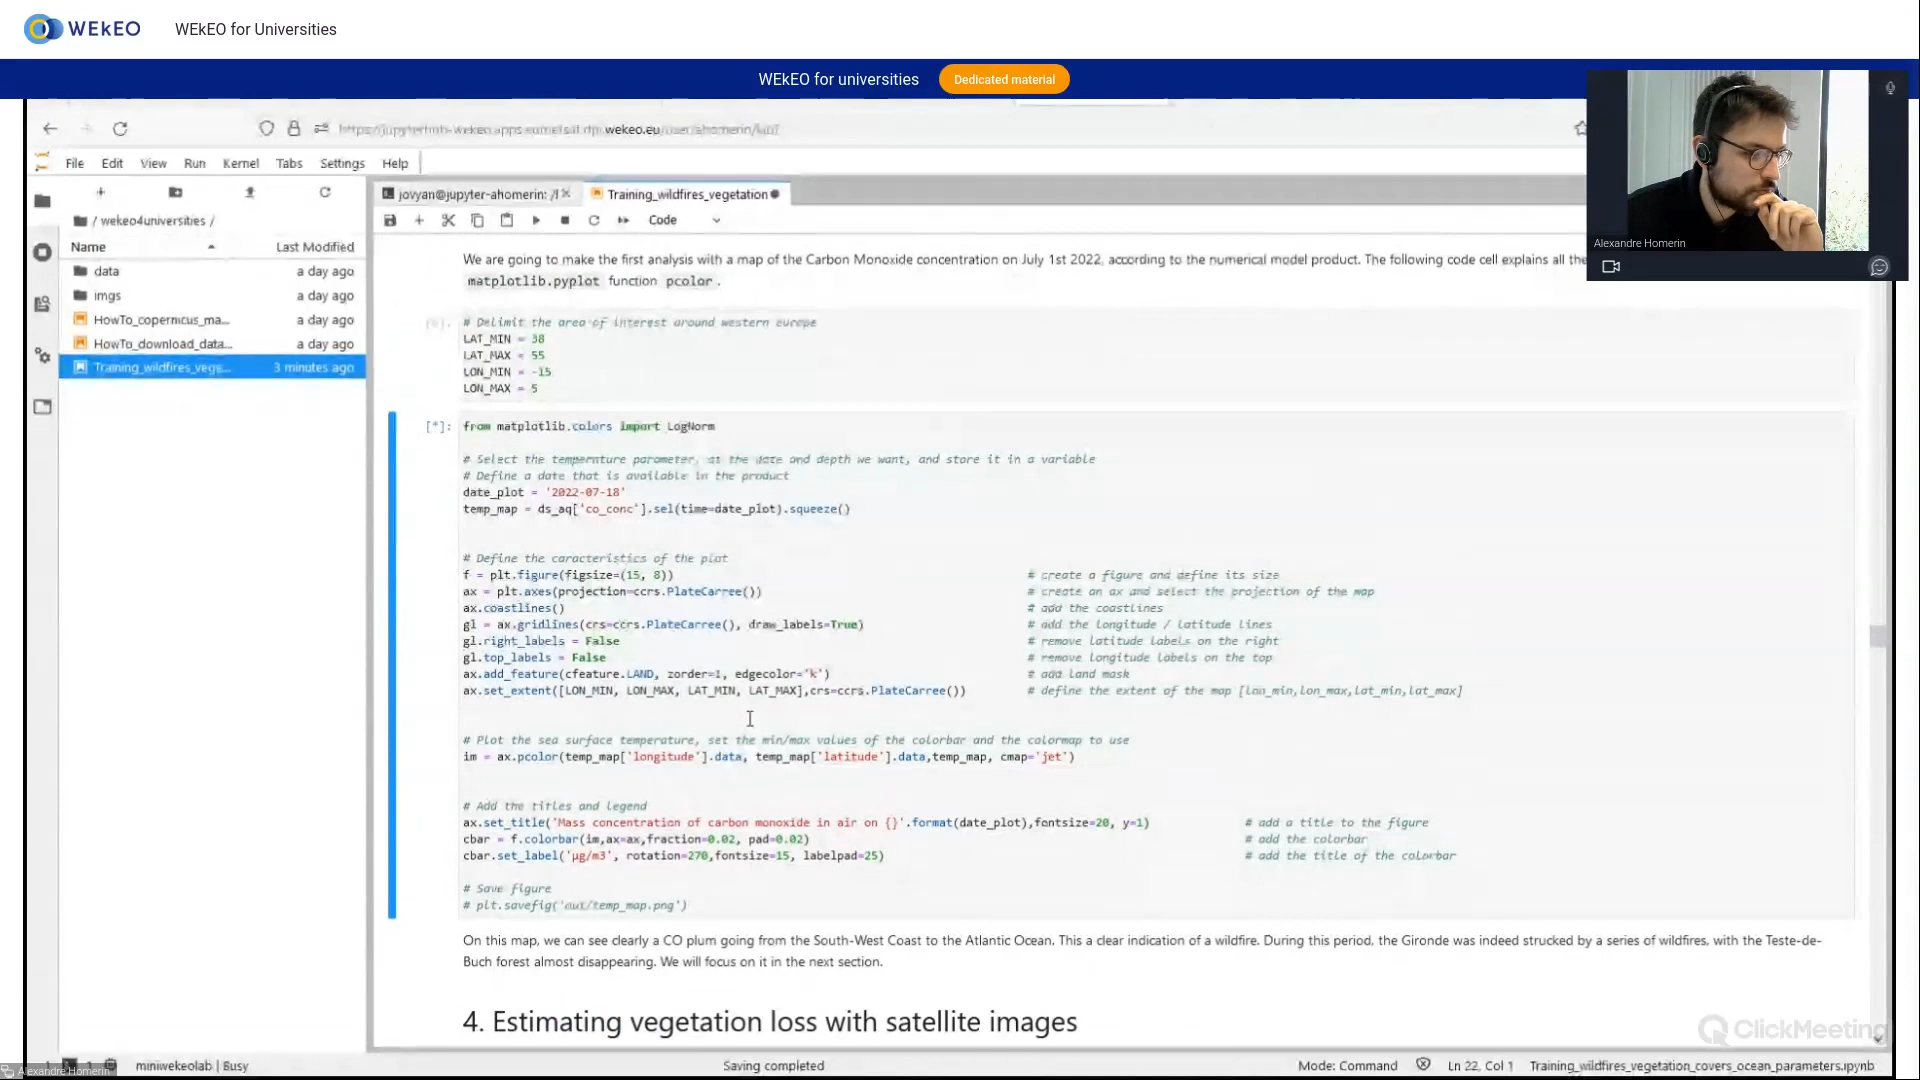 WEkEO WEkEO for Universities
WEkEO for universities Dedicated material
wekeo.eu
File Edit View Run Kernel Tabs Settings Help
jovyan@jupyter-ahomerin: /l Training_wildfires_vegetation
/ wekeo4universities / Code
Name Last Modified
data a day ago
imgs a day ago
HowTo_copernicus_ma... a day ago
HowTo_download_data... a day ago
Training_wildfires_vege... 3 minutes ago
Alexandre Homerin
We are going to make the first analysis with a map of the Carbon Monoxide concentration on July 1st 2022, according to the numerical model product. The following code cell explains all the
matplotlib.pyplot function pcolor.
# Delimit the area of interest around western europe
LAT_MIN = 38
LAT_MAX = 55
LON_MIN = -15
LON_MAX = 5
[*]: from matplotlib.colors import LogNorm
# Select the temperature parameter, at the date and depth we want, and store it in a variable
# Define a date that is available in the product
date_plot = '2022-07-18'
temp_map = ds_aq['co_conc'].sel(time=date_plot).squeeze()
# Define the caracteristics of the plot
f = plt.figure(figsize=(15, 8)) # create a figure and define its size
ax = plt.axes(projection=ccrs.PlateCarree()) # create an ax and select the projection of the map
ax.coastlines() # add the coastlines
gl = ax.gridlines(crs=ccrs.PlateCarree(), draw_labels=True) # add the longitude / latitude lines
gl.right_labels = False # remove latitude labels on the right
gl.top_labels = False # remove longitude labels on the top
ax.add_feature(cfeature.LAND, zorder=1, edgecolor='k') # add land mask
ax.set_extent([LON_MIN, LON_MAX, LAT_MIN, LAT_MAX],crs=ccrs.PlateCarree()) # define the extent of the map [lon_min,lon_max,lat_min,lat_max]
# Plot the sea surface temperature, set the min/max values of the colorbar and the colormap to use
im = ax.pcolor(temp_map['longitude'].data, temp_map['latitude'].data,temp_map, cmap='jet')
# Add the titles and legend
ax.set_title('Mass concentration of carbon monoxide in air on {}'.format(date_plot),fontsize=20, y=1) # add a title to the figure
cbar = f.colorbar(im,ax=ax,fraction=0.02, pad=0.02) # add the colorbar
cbar.set_label('µg/m3', rotation=270,fontsize=15, labelpad=25) # add the title of the colorbar
# Save figure
# plt.savefig('out/temp_map.png')
On this map, we can see clearly a CO plum going from the South-West Coast to the Atlantic Ocean. This a clear indication of a wildfire. During this period, the Gironde was indeed strucked by a series of wildfires, with the Teste-de-
Buch forest almost disappearing. We will focus on it in the next section.
4. Estimating vegetation loss with satellite images
ClickMeeting
miniwekeolab | Busy Saving completed Mode: Command Ln 22, Col 1 Training_wildfires_vegetation_covers_ocean_parameters.ipynb
Alexandre Homerin